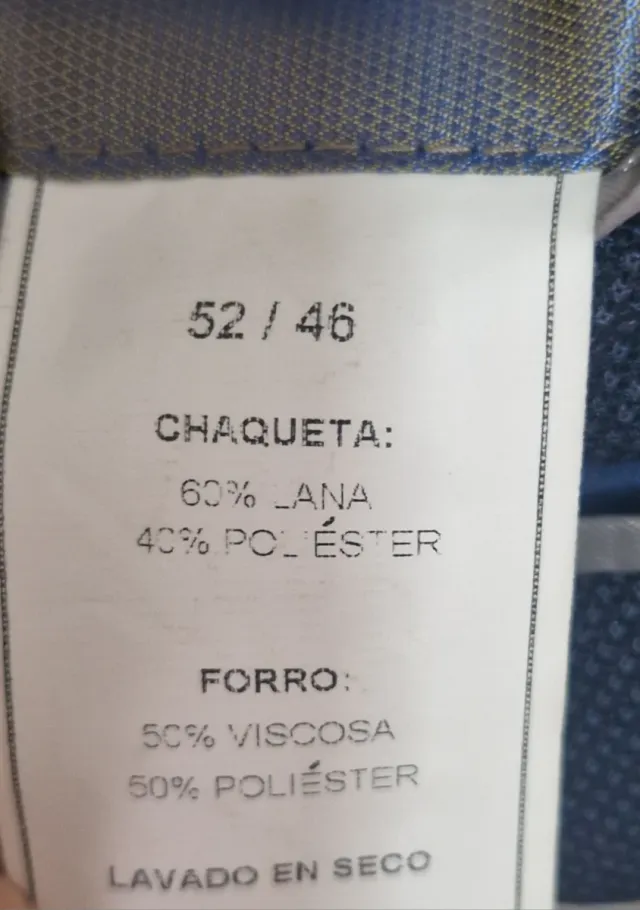 52 / 46
CHAQUETA:
60% LANA
40% POLIÉSTER
FORRO:
50% VISCOSA
50% POLIÉSTER
LAVADO EN SECO